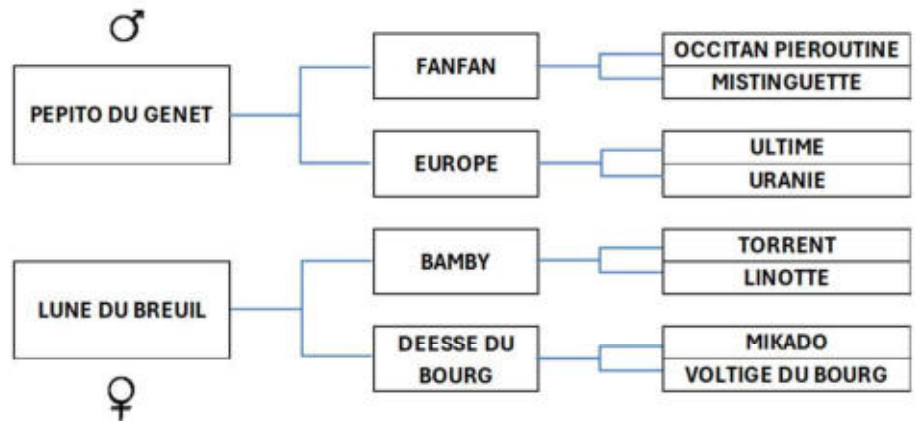 PEPITO DU GENET
FANFAN
OCCITAN PIEROUTINE
MISTINGUETTE
EUROPE
ULTIME
URANIE
LUNE DU BREUIL
BAMBY
TORRENT
LINOTTE
DEESSE DU
BOURG
MIKADO
VOLTIGE DU BOURG